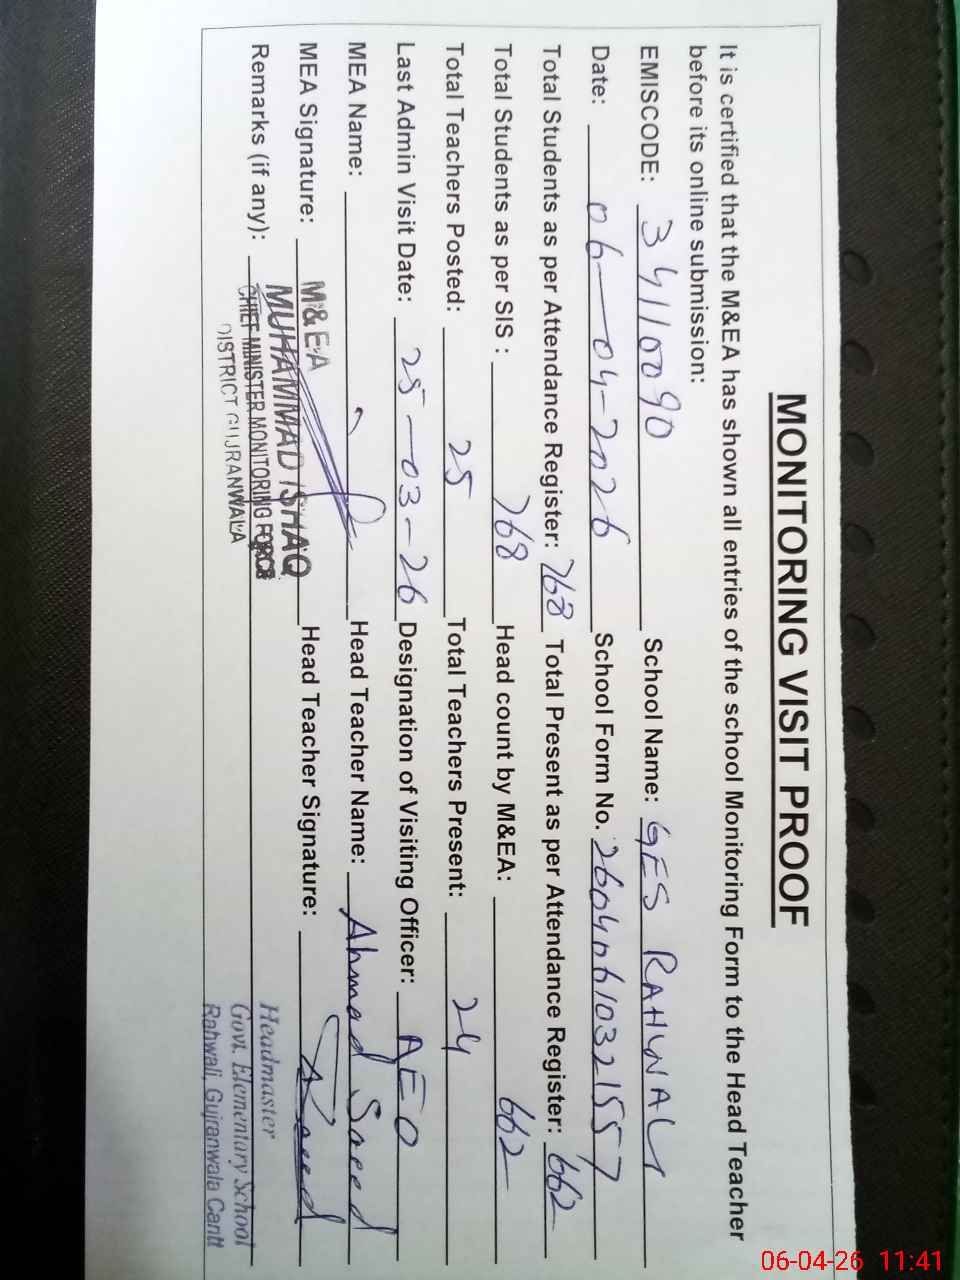 MONITORING VISIT PROOF
It is certified that the M&EA has shown all entries of the school Monitoring Form to the Head Teacher
before its online submission:
EMISCODE: 34110090 School Name: GES RAHWALI
Date: 06-04-2026 School Form No.
Total Students as per Attendance Register: 768 Total Present as per Attendance Register: 662
Total Students as per SIS : 768 Head count by M&EA: 662
Total Teachers Posted: 25 Total Teachers Present: 24
Last Admin Visit Date: 25-03-26 Designation of Visiting Officer: AEO
MEA Name: Head Teacher Name: Ahmad Saeed
MEA Signature: Head Teacher Signature: Saeed
Remarks (if any):
M&EA
MUHAMMAD ISHAQ
CHIEF MINISTER MONITORING FORCE
DISTRICT GUJRANWALA
Headmaster
Govt. Elementary School
Rahwali, Gujranwala Cantt
06-04-26 11:41